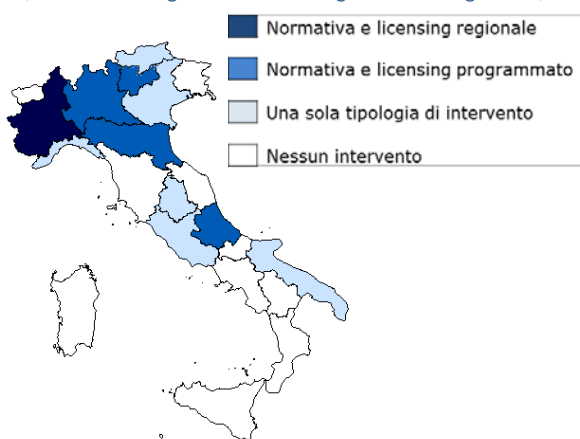 Normativa e licensing regionale
Normativa e licensing programmato
Una sola tipologia di intervento
Nessun intervento